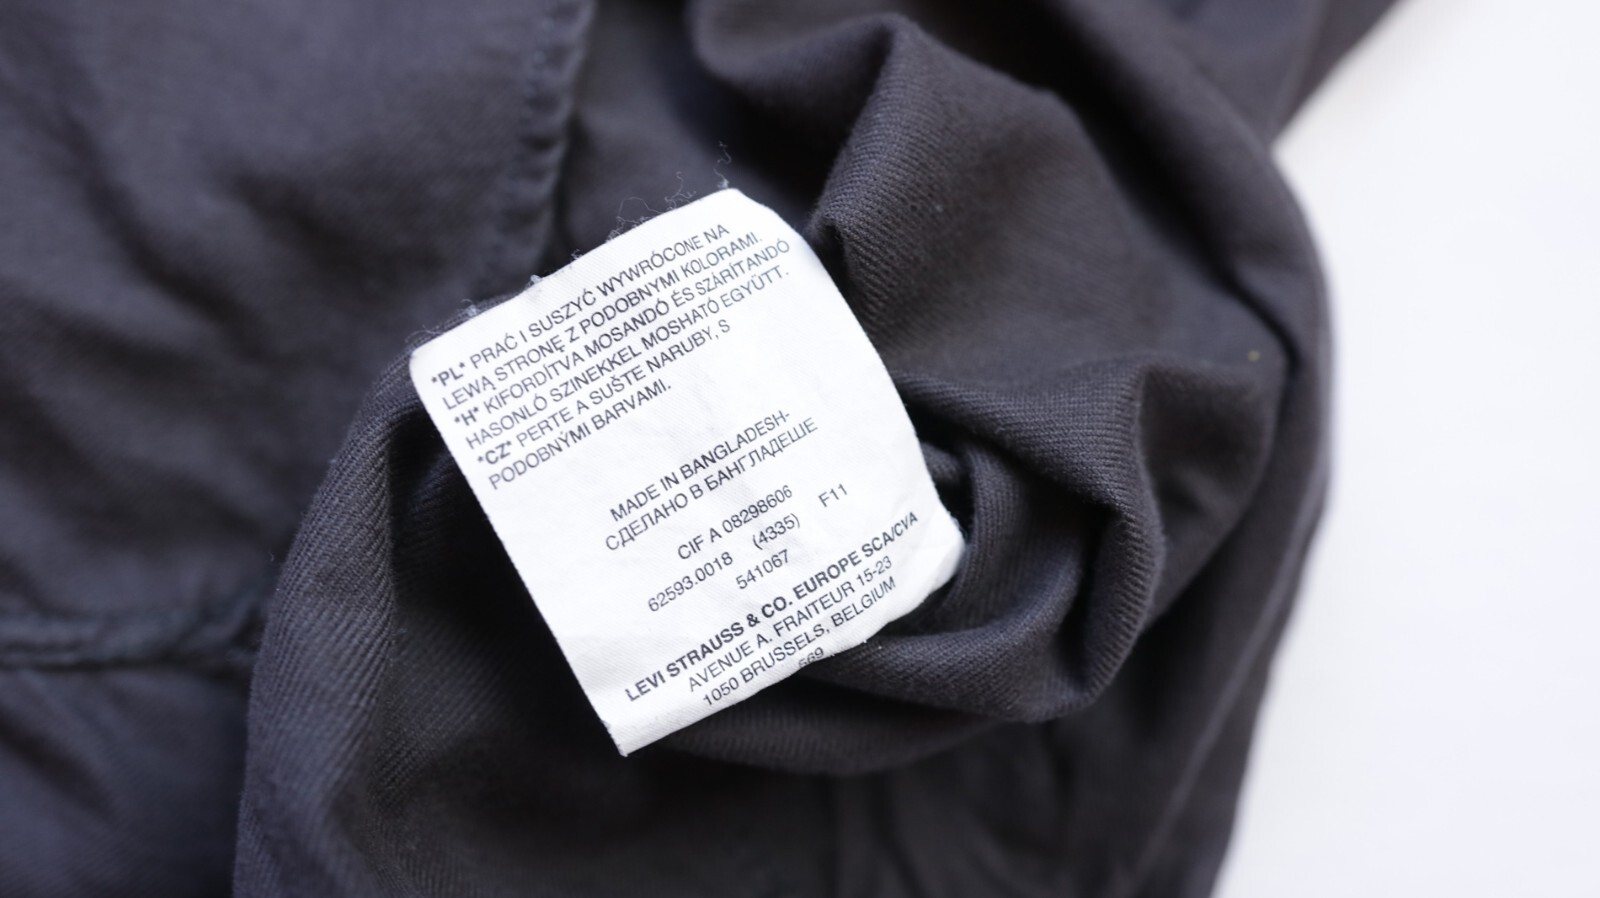 *PL* PRAĆ I SUSZYĆ WYWRÓCONE NA
LEWĄ STRONĘ Z PODOBNYMI KOLORAMI.
*H* KIFORDÍTVA MOSANDÓ ÉS SZÁRÍTANDÓ
HASONLÓ SZINEKKEL MOSHATÓ EGYÜTT.
*CZ* PERTE A SUŠTE NARUBY, S
PODOBNÝMI BARVAMI.
MADE IN BANGLADESH-
СДЕЛАНО В БАНГЛАДЕШЕ
CIF A 08298606
62593.0018 (4335) F11
541067
LEVI STRAUSS & CO. EUROPE SCA/CVA
AVENUE A. FRAITEUR 15-23
1050 BRUSSELS, BELGIUM
569